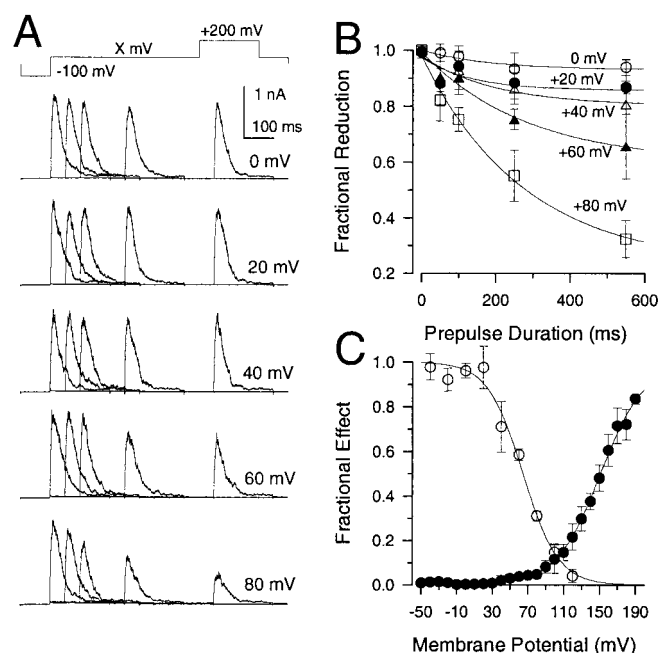 A
X mV
+200 mV
-100 mV
1 nA
100 ms
0 mV
20 mV
40 mV
60 mV
80 mV
B
Fractional Reduction
1.0
0.8
0.6
0.4
0.2
0 mV
+20 mV
+40 mV
+60 mV
+80 mV
0 200 400 600
Prepulse Duration (ms)
C
Fractional Effect
1.0
0.8
0.6
0.4
0.2
0.0
-50 -10 30 70 110 150 190
Membrane Potential (mV)